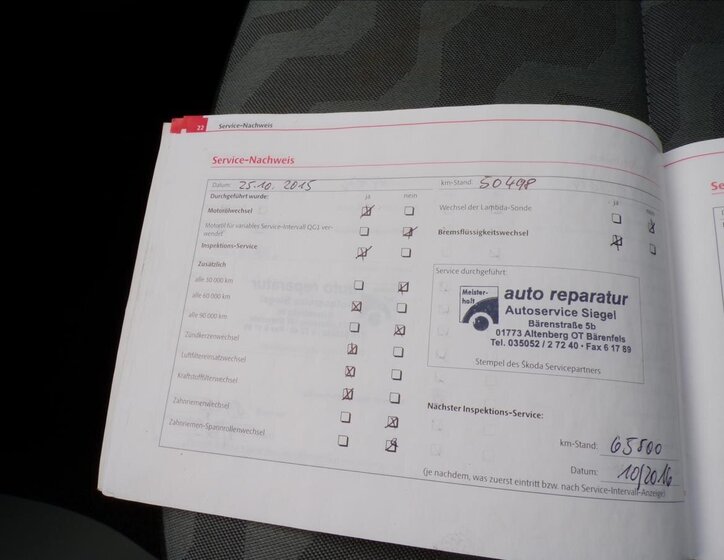 22 Service-Nachweis
Service-Nachweis
Datum: 25.10. 2015
km-Stand: 50498
Durchgeführt wurde: ja nein
Motorölwechsel
Motoröl für variables Service-Intervall QG1 ver-
wendet
Inspektions-Service
Zusätzlich
alle 30 000 km
alle 60 000 km
alle 90 000 km
Zündkerzenwechsel
Luftfiltereinsatzwechsel
Kraftstofffilterwechsel
Zahnriemenwechsel
Zahnriemen-Spannrollenwechsel
ja nein
Wechsel der Lambda-Sonde
Bremsflüssigkeitswechsel
Service durchgeführt:
Meister-
haft
auto reparatur
Autoservice Siegel
Bärenstraße 5b
01773 Altenberg OT Bärenfels
Tel. 035052 / 2 72 40 • Fax 6 17 89
Stempel des Škoda Servicepartners
Nächster Inspektions-Service:
km-Stand: 65500
Datum: 10/2016
(je nachdem, was zuerst eintritt bzw. nach Service-Intervall-Anzeige)
Se